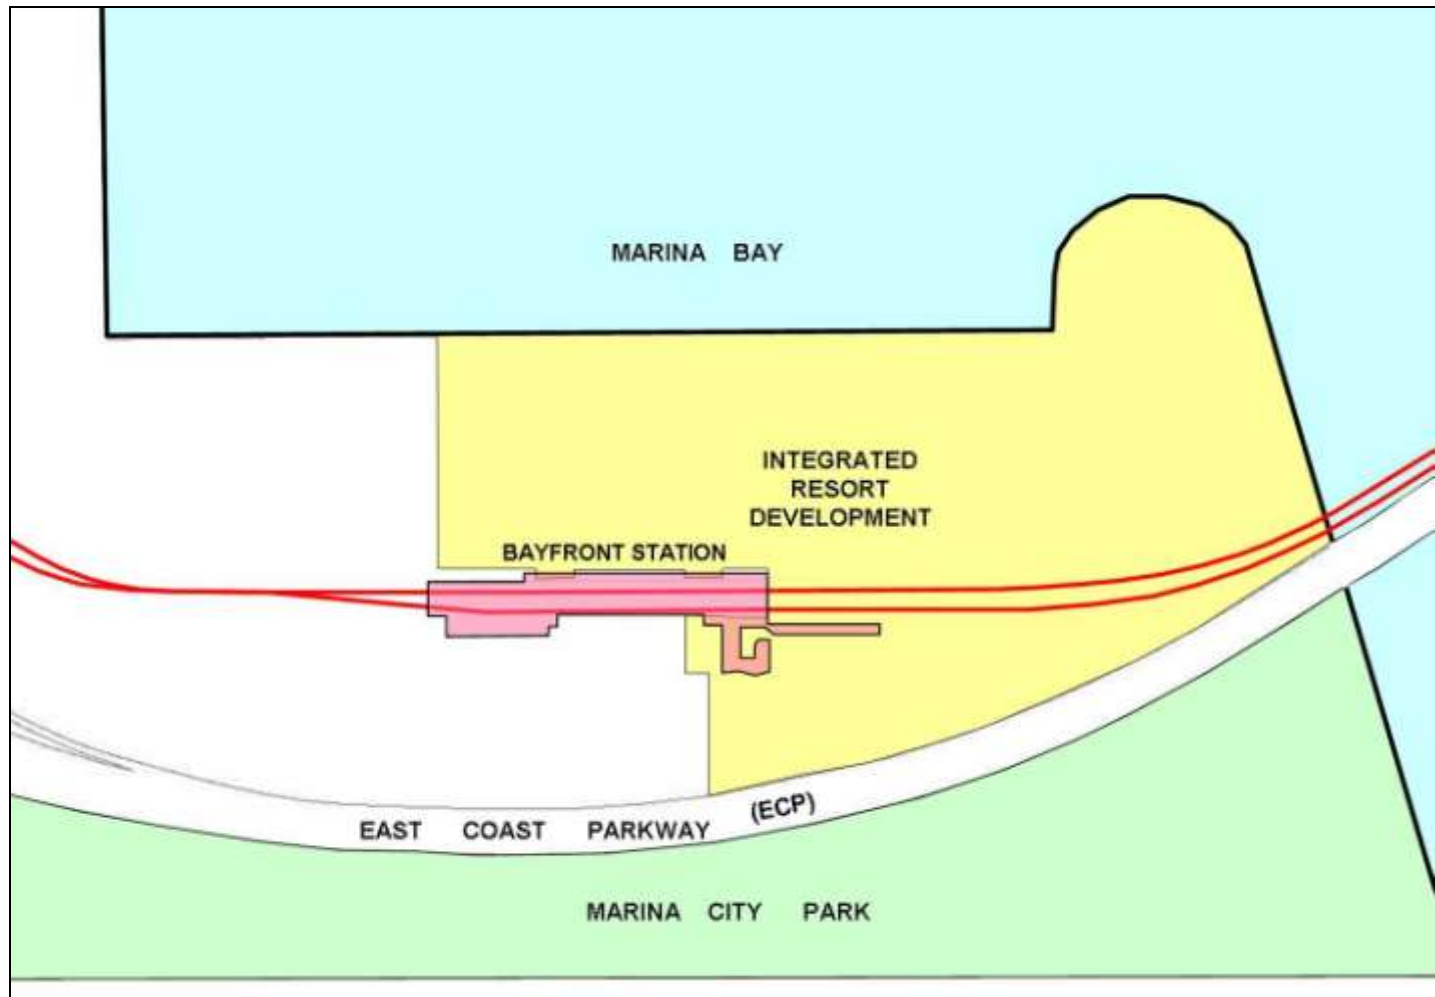 MARINA BAY
INTEGRATED
RESORT
DEVELOPMENT
BAYFRONT STATION
EAST COAST PARKWAY (ECP)
MARINA CITY PARK